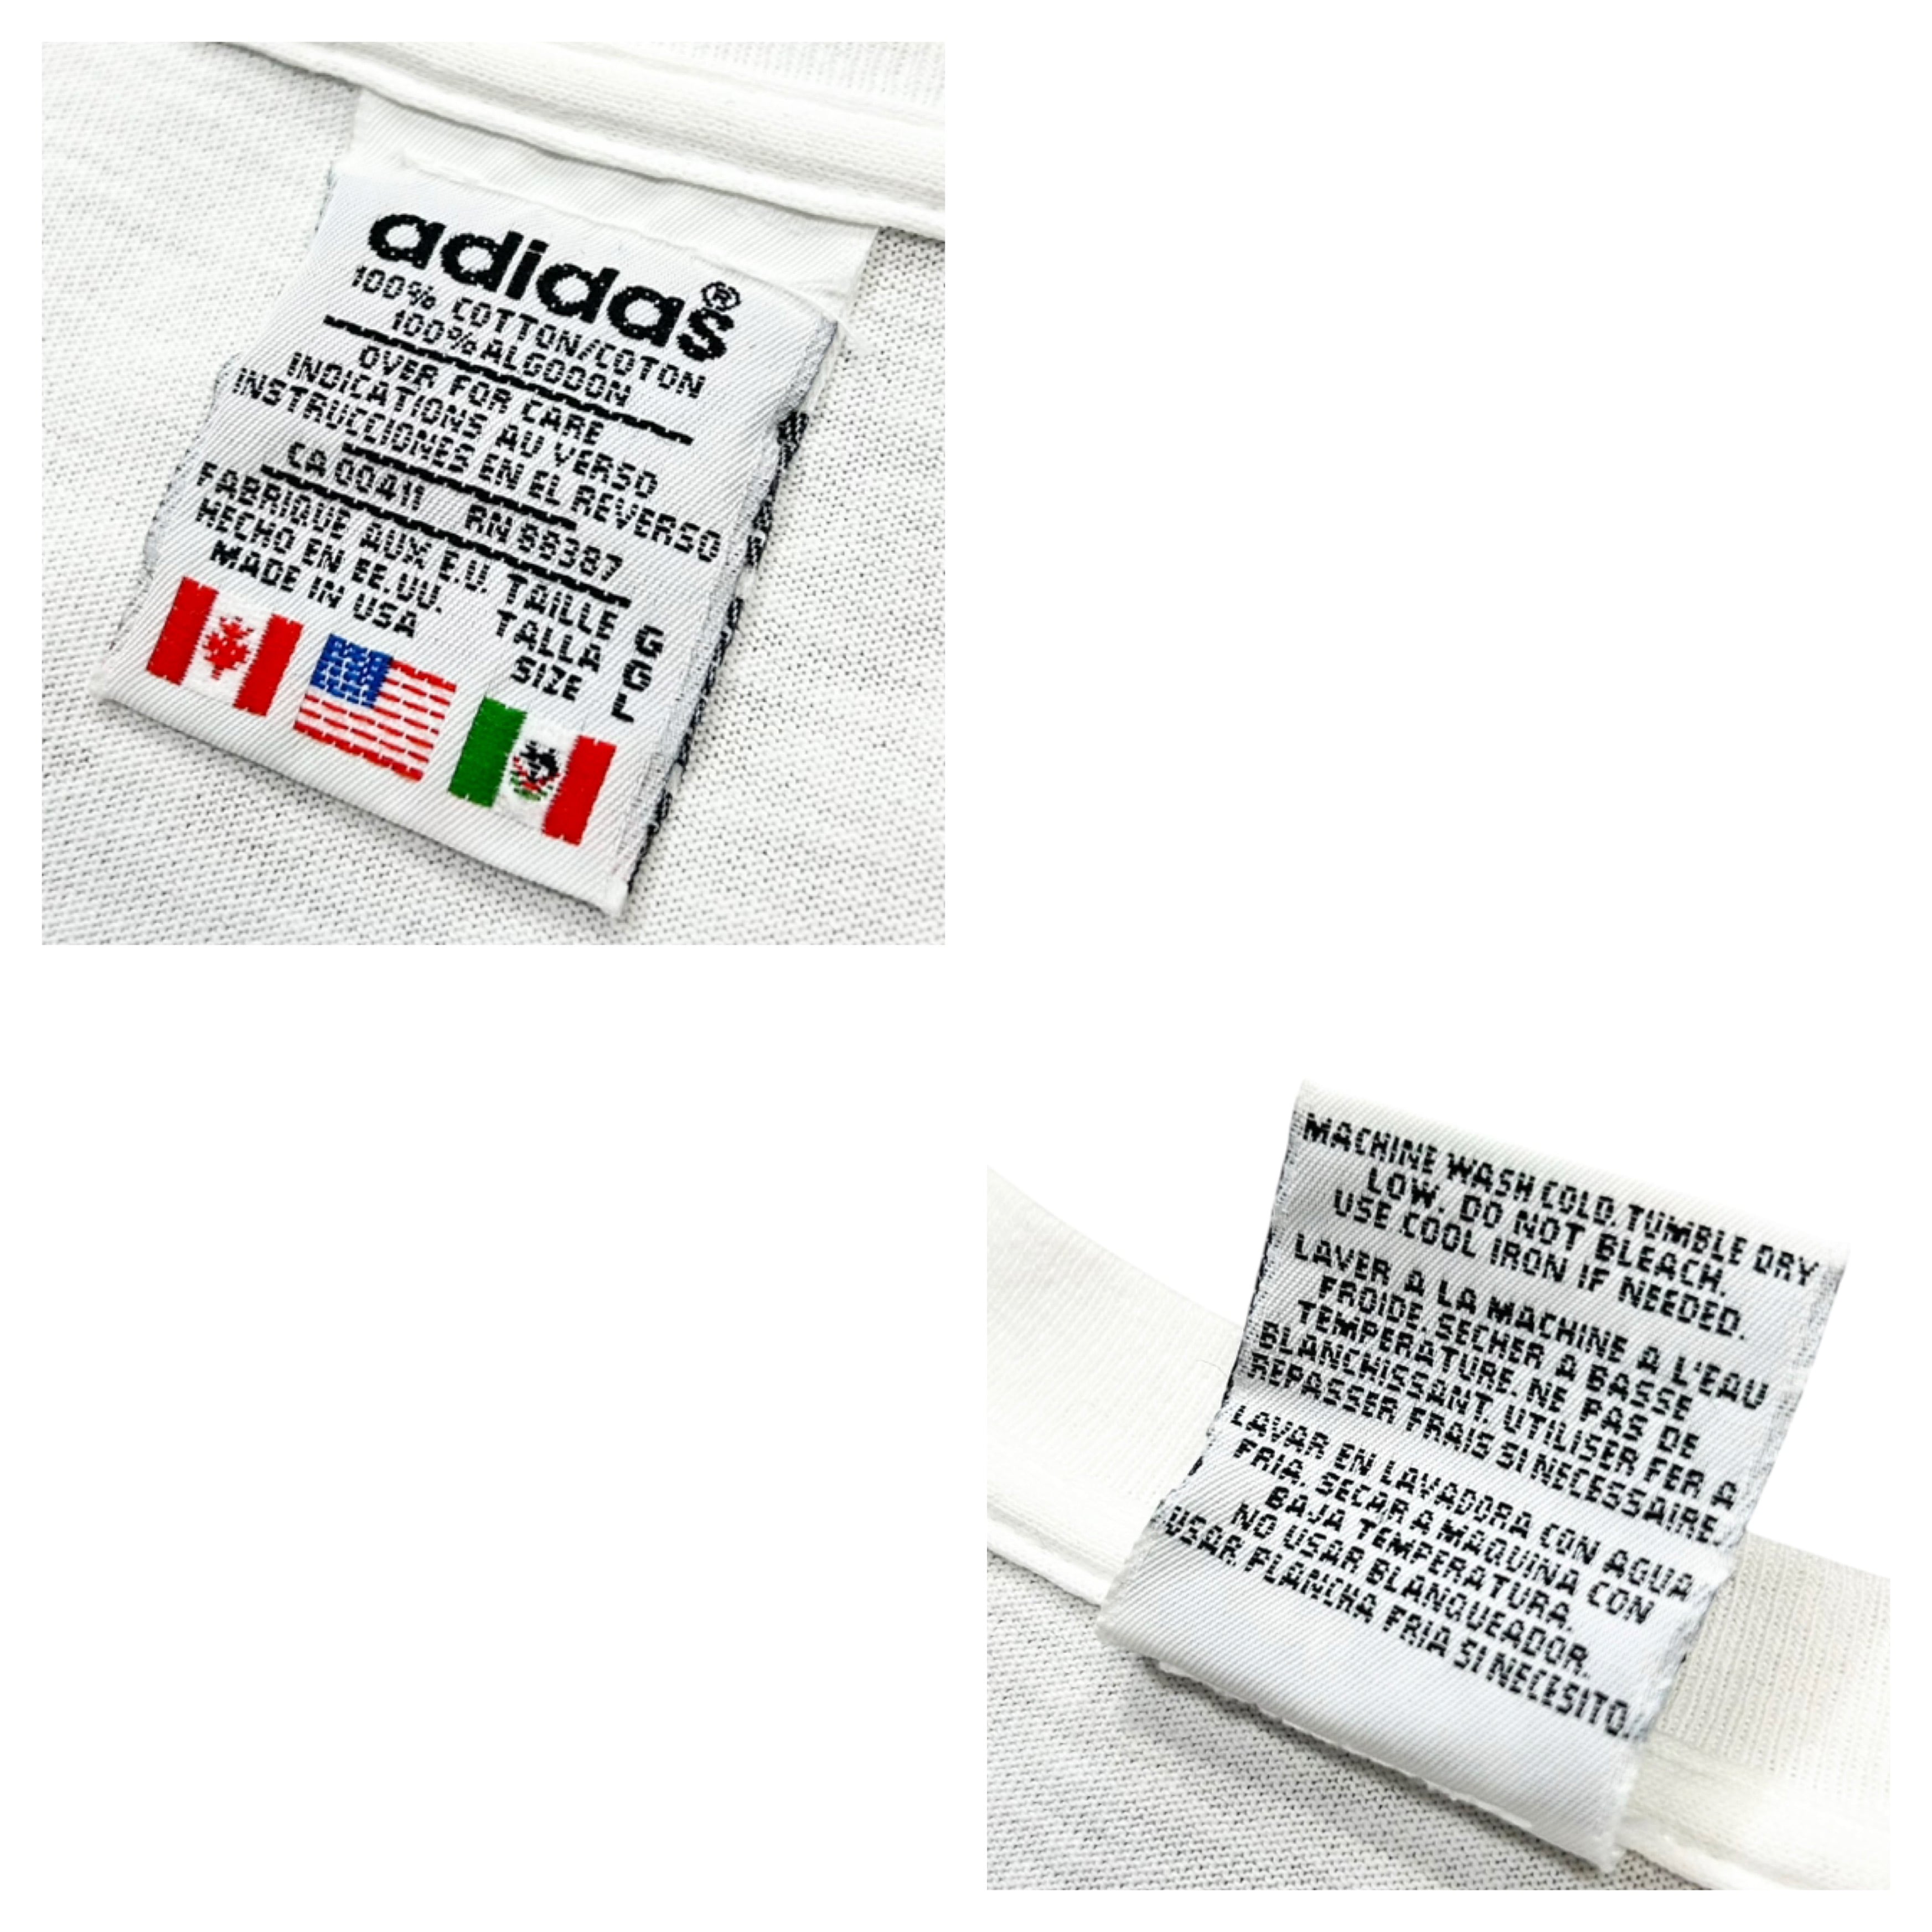 adidas®
100% COTTON/COTON
100% ALGODON
OVER FOR CARE
INDICATIONS AU VERSO
INSTRUCCIONES EN EL REVERSO
CA 00411 RN 88387
FABRIQUE AUX E.U. TAILLE G
HECHO EN EE.UU. TALLA G
MADE IN USA SIZE L
MACHINE WASH COLD. TUMBLE DRY
LOW. DO NOT BLEACH.
USE COOL IRON IF NEEDED.
LAVER A LA MACHINE A L'EAU
FROIDE. SECHER A BASSE
TEMPERATURE. NE PAS DE
BLANCHISSANT. UTILISER FER A
REPASSER FRAIS SI NECESSAIRE.
LAVAR EN LAVADORA CON AGUA
FRIA. SECAR A MAQUINA CON
BAJA TEMPERATURA.
NO USAR BLANQUEADOR.
USAR PLANCHA FRIA SI NECESITO.